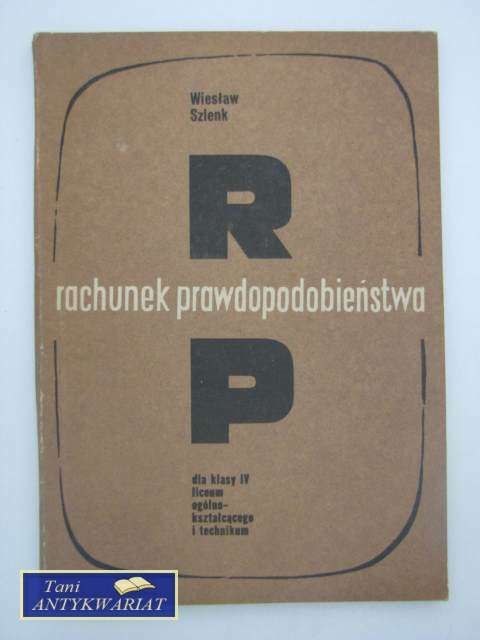 Wiesław
Szlenk
R
rachunek prawdopodobieństwa
P
dla klasy IV
liceum
ogólno-
kształcącego
i technikum
Tani
ANTYKWARIAT